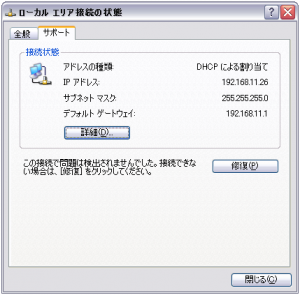 ローカル エリア接続の状態
全般 サポート
接続状態
アドレスの種類: DHCP による割り当て
IP アドレス: 192.168.11.26
サブネット マスク: 255.255.255.0
デフォルト ゲートウェイ: 192.168.11.1
詳細(D)...
この接続で問題は検出されませんでした。接続できな
い場合は、[修復] をクリックしてください。
修復(P)
閉じる(C)